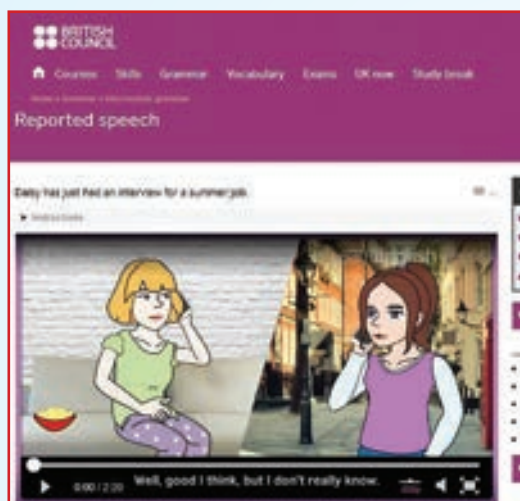 BRITISH
COUNCIL
Courses Skills Grammar Vocabulary Exams UK now Study break
Reported speech
Daisy has just had an interview for a summer job.
Instructions
Well, good I think, but I don't really know.
0:00 / 2:20